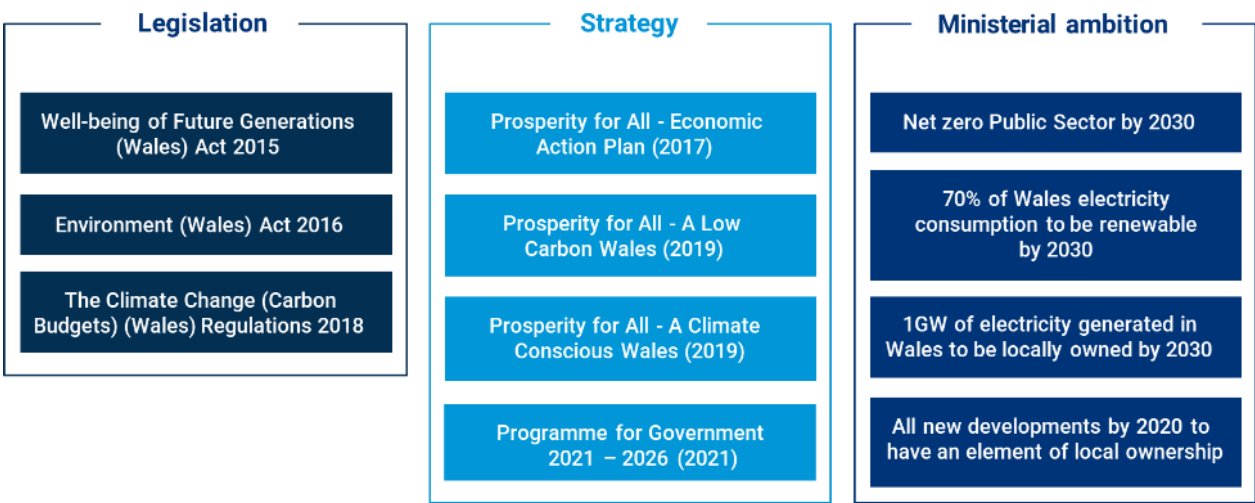 Legislation
Well-being of Future Generations
(Wales) Act 2015
Environment (Wales) Act 2016
The Climate Change (Carbon
Budgets) (Wales) Regulations 2018
Strategy
Prosperity for All - Economic
Action Plan (2017)
Prosperity for All - A Low
Carbon Wales (2019)
Prosperity for All - A Climate
Conscious Wales (2019)
Programme for Government
2021 – 2026 (2021)
Ministerial ambition
Net zero Public Sector by 2030
70% of Wales electricity
consumption to be renewable
by 2030
1GW of electricity generated in
Wales to be locally owned by 2030
All new developments by 2020 to
have an element of local ownership